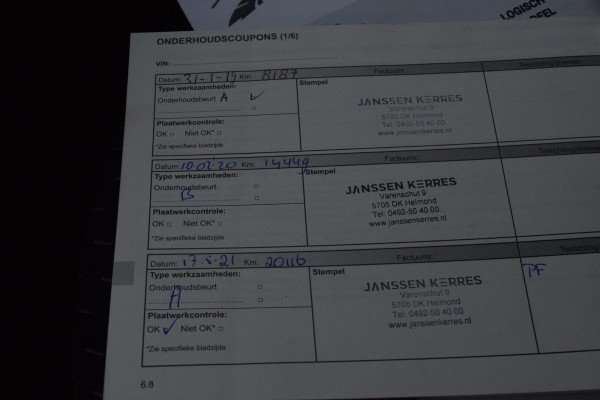 LOGISCH
DEEL
ONDERHOUDSCOUPONS (1/6)
VIN:
Datum: 31-1-19 Km: 8187 Factuurnr.:
Type werkzaamheden: Stempel
Onderhoudsbeurt A ✓
Plaatwerkcontrole:
OK □ Niet OK* □
*Zie specifieke bladzijde
JANSSEN KERRES
Varenschut 9
5705 DK Helmond
Tel. 0492-50 40 00
www.janssenkerres.nl
Datum: 10-02-20 Km: 14449 Factuurnr.:
Type werkzaamheden: Stempel
Onderhoudsbeurt □
B □
Plaatwerkcontrole:
OK □ Niet OK* □
*Zie specifieke bladzijde
JANSSEN KERRES
Varenschut 9
5705 DK Helmond
Tel. 0492-50 40 00
www.janssenkerres.nl
Datum: 17-5-21 Km: 20116 Factuurnr.:
Type werkzaamheden: Stempel
Onderhoudsbeurt □
A □
Plaatwerkcontrole:
OK ✓ Niet OK* □
*Zie specifieke bladzijde
JANSSEN KERRES
Varenschut 9
5705 DK Helmond
Tel. 0492-50 40 00
www.janssenkerres.nl
PF
6.8